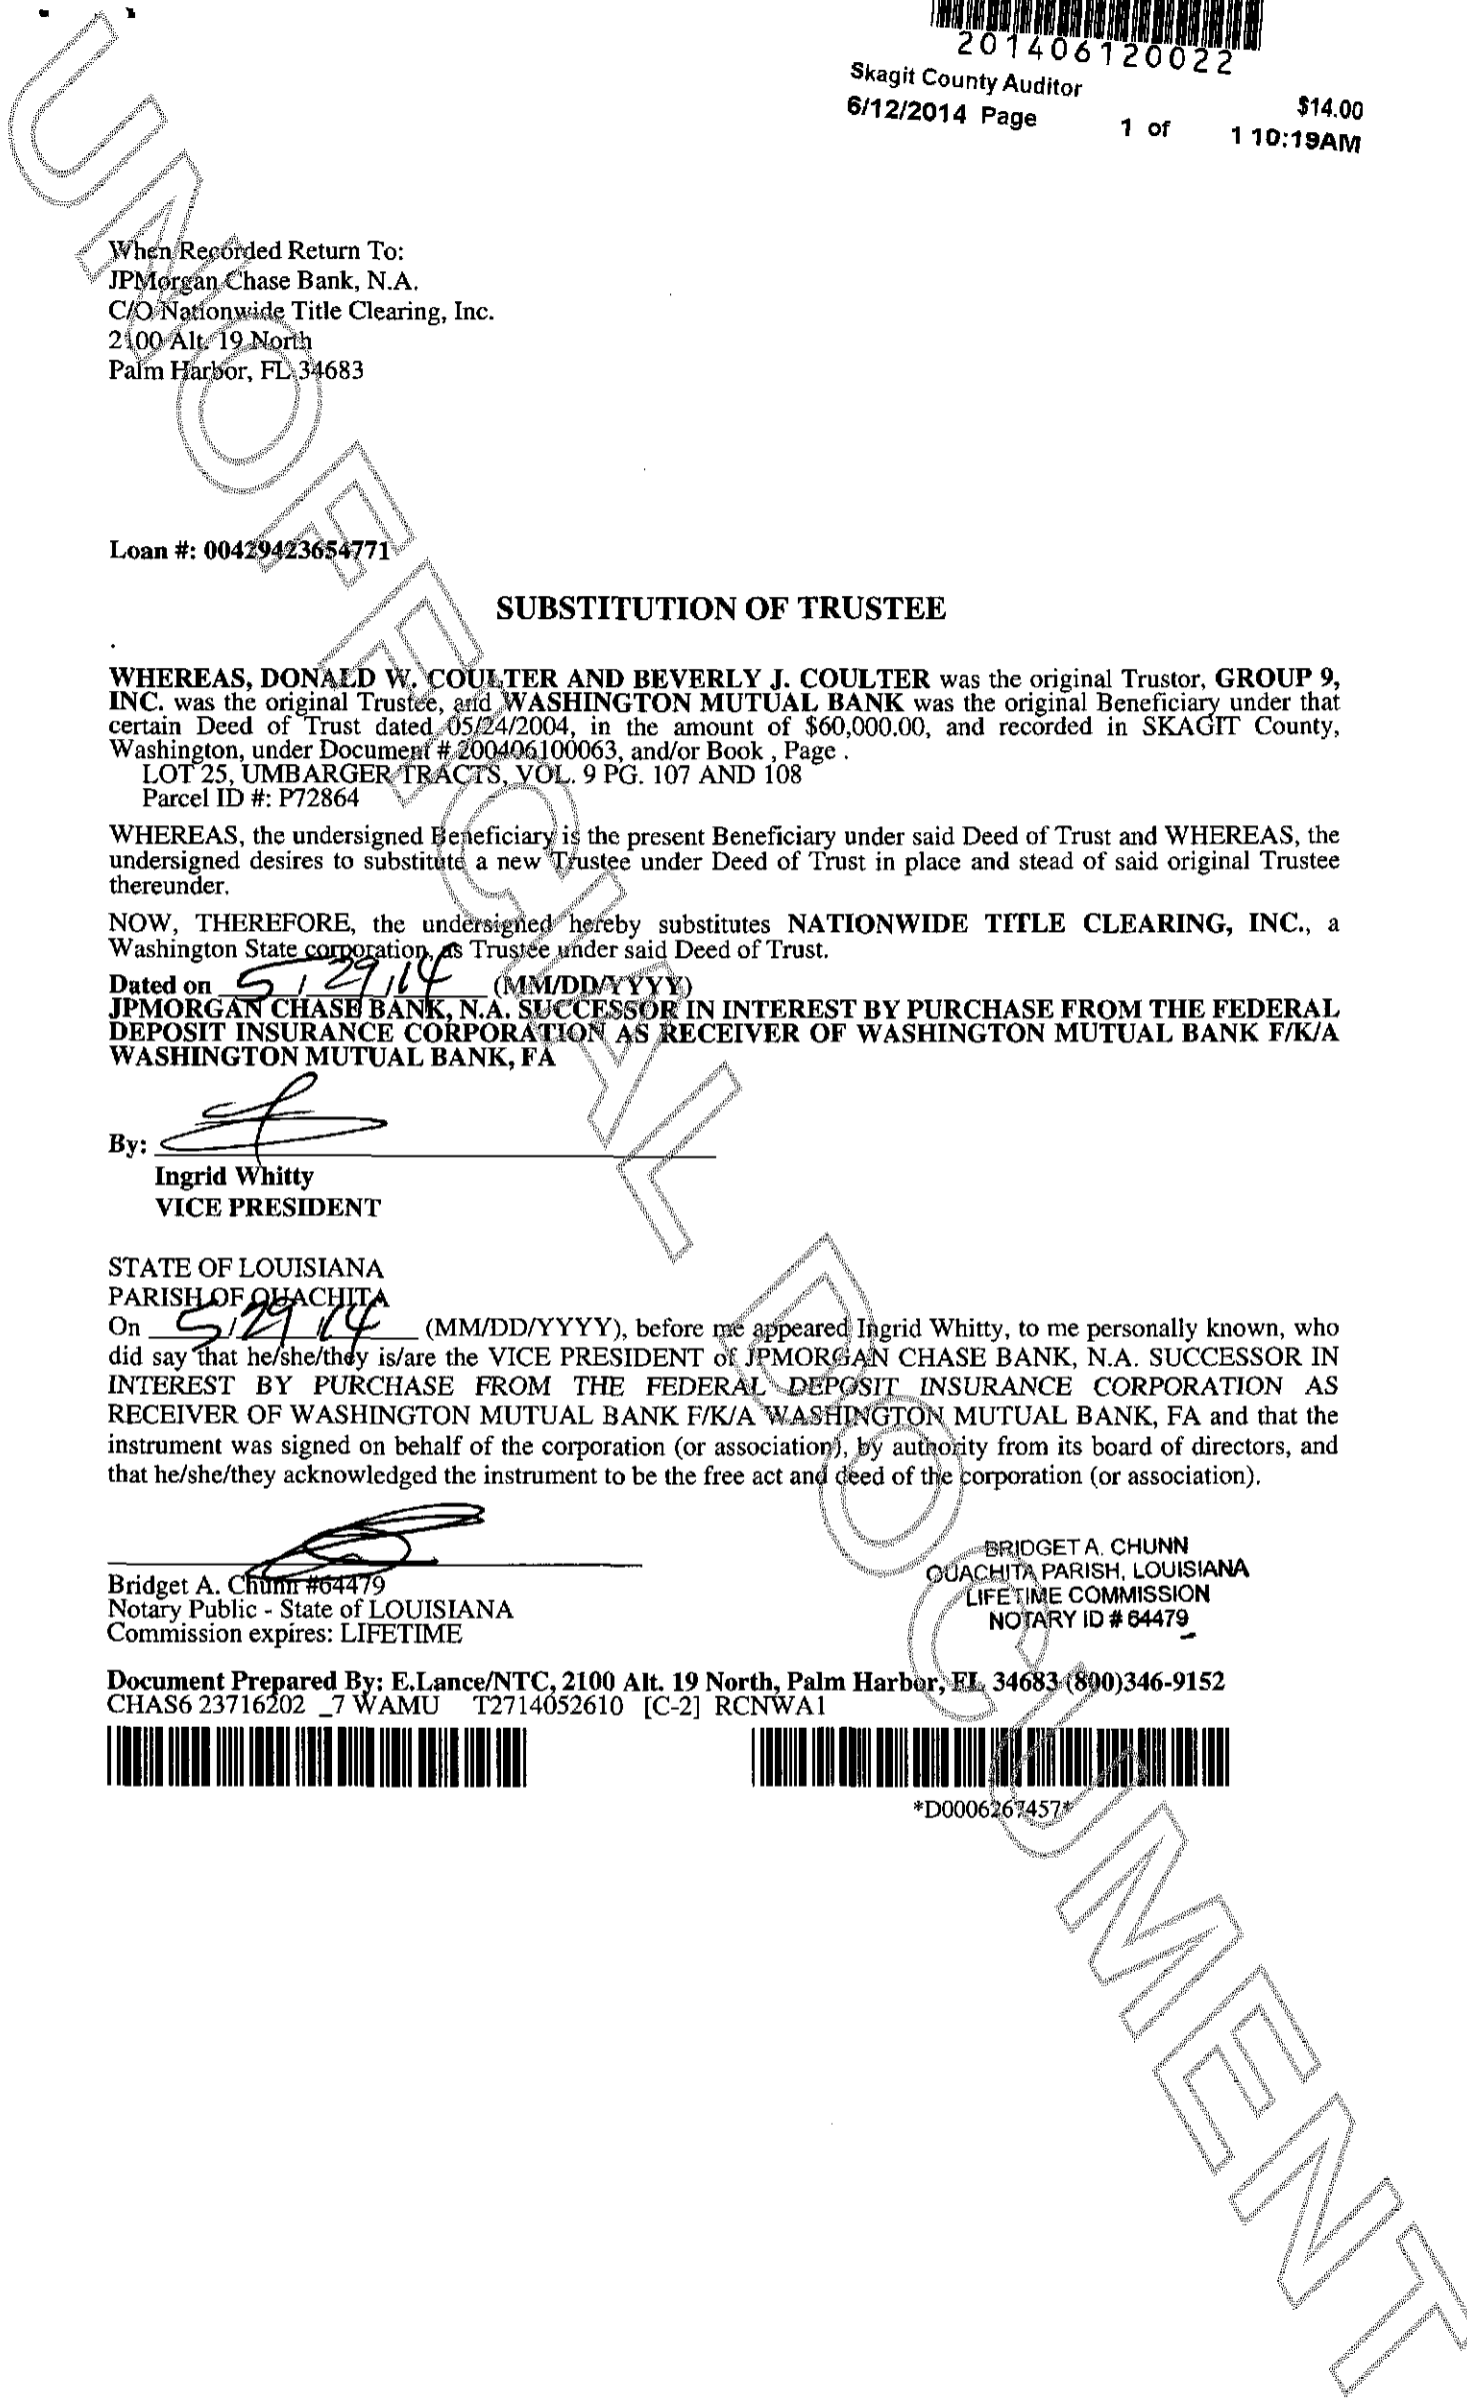 201406120022
Skagit County Auditor $14.00
6/12/2014 Page 1 of 1 10:19AM
When Recorded Return To:
JPMorgan Chase Bank, N.A.
C/O Nationwide Title Clearing, Inc.
2100 Alt. 19 North
Palm Harbor, FL 34683
Loan #: 00429423654771
SUBSTITUTION OF TRUSTEE
.
WHEREAS, DONALD W. COULTER AND BEVERLY J. COULTER was the original Trustor, GROUP 9,
INC. was the original Trustee, and WASHINGTON MUTUAL BANK was the original Beneficiary under that
certain Deed of Trust dated 05/24/2004, in the amount of $60,000.00, and recorded in SKAGIT County,
Washington, under Document # 200406100063, and/or Book , Page .
LOT 25, UMBARGER TRACTS, VOL. 9 PG. 107 AND 108
Parcel ID #: P72864
WHEREAS, the undersigned Beneficiary is the present Beneficiary under said Deed of Trust and WHEREAS, the
undersigned desires to substitute a new Trustee under Deed of Trust in place and stead of said original Trustee
thereunder.
NOW, THEREFORE, the undersigned hereby substitutes NATIONWIDE TITLE CLEARING, INC., a
Washington State corporation, as Trustee under said Deed of Trust.
Dated on 5/29/14 (MM/DD/YYYY)
JPMORGAN CHASE BANK, N.A. SUCCESSOR IN INTEREST BY PURCHASE FROM THE FEDERAL
DEPOSIT INSURANCE CORPORATION AS RECEIVER OF WASHINGTON MUTUAL BANK F/K/A
WASHINGTON MUTUAL BANK, FA
By:
Ingrid Whitty
VICE PRESIDENT
STATE OF LOUISIANA
PARISH OF OUACHITA
On 5/29/14 (MM/DD/YYYY), before me appeared Ingrid Whitty, to me personally known, who
did say that he/she/they is/are the VICE PRESIDENT of JPMORGAN CHASE BANK, N.A. SUCCESSOR IN
INTEREST BY PURCHASE FROM THE FEDERAL DEPOSIT INSURANCE CORPORATION AS
RECEIVER OF WASHINGTON MUTUAL BANK F/K/A WASHINGTON MUTUAL BANK, FA and that the
instrument was signed on behalf of the corporation (or association), by authority from its board of directors, and
that he/she/they acknowledged the instrument to be the free act and deed of the corporation (or association).
Bridget A. Chunn #64479
Notary Public - State of LOUISIANA
Commission expires: LIFETIME
BRIDGET A. CHUNN
OUACHITA PARISH, LOUISIANA
LIFETIME COMMISSION
NOTARY ID # 64479
Document Prepared By: E.Lance/NTC, 2100 Alt. 19 North, Palm Harbor, FL 34683 (800)346-9152
CHAS6 23716202 _7 WAMU T2714052610 [C-2] RCNWA1
*D0006267457*
UNOFFICIAL DOCUMENT